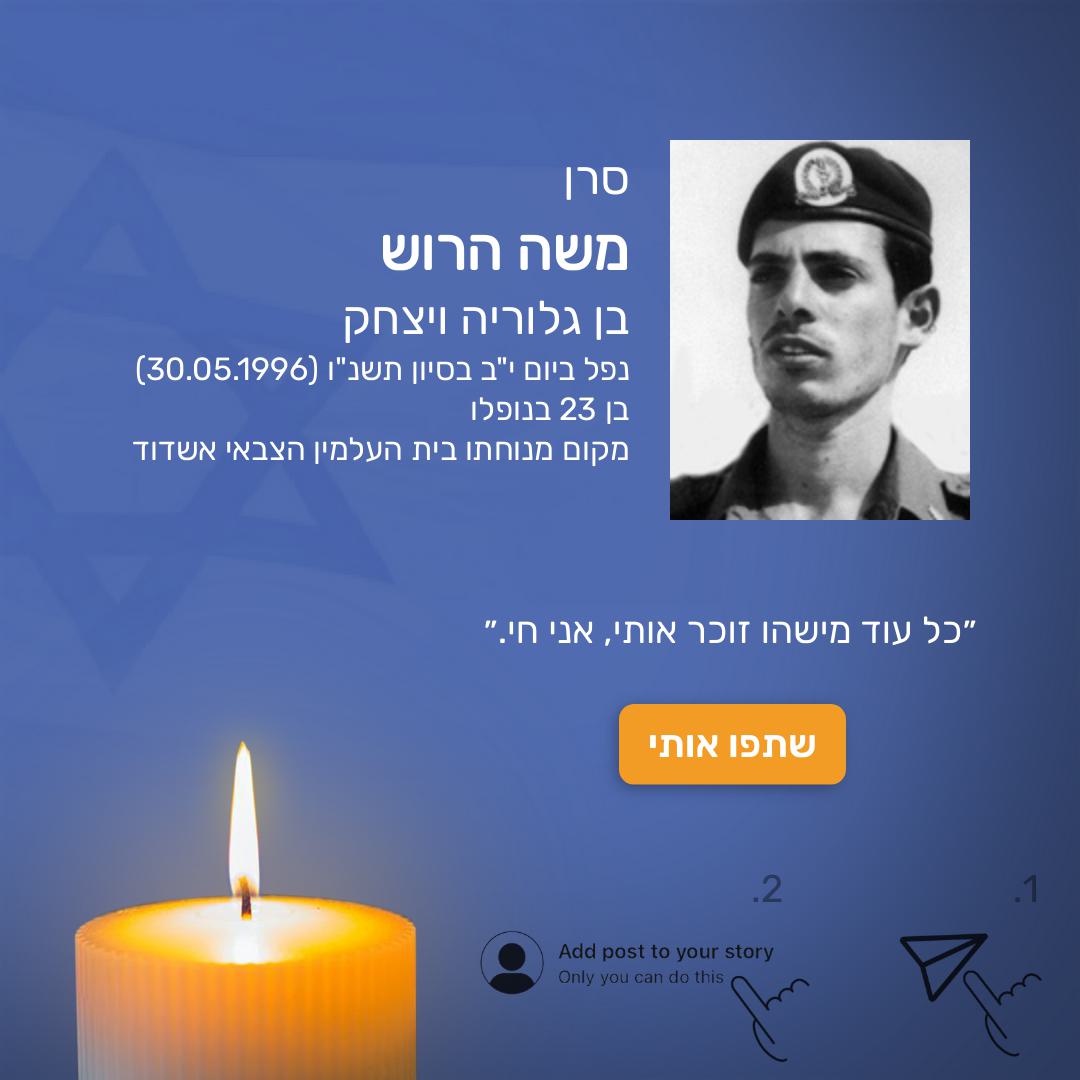 סרן
משה הרוש
בן גלוריה ויצחק
נפל ביום י"ב בסיון תשנ"ו (30.05.1996)
בן 23 בנופלו
מקום מנוחתו בית העלמין הצבאי אשדוד
״כל עוד מישהו זוכר אותי, אני חי.״
שתפו אותי
1.
2.
Add post to your story
Only you can do this